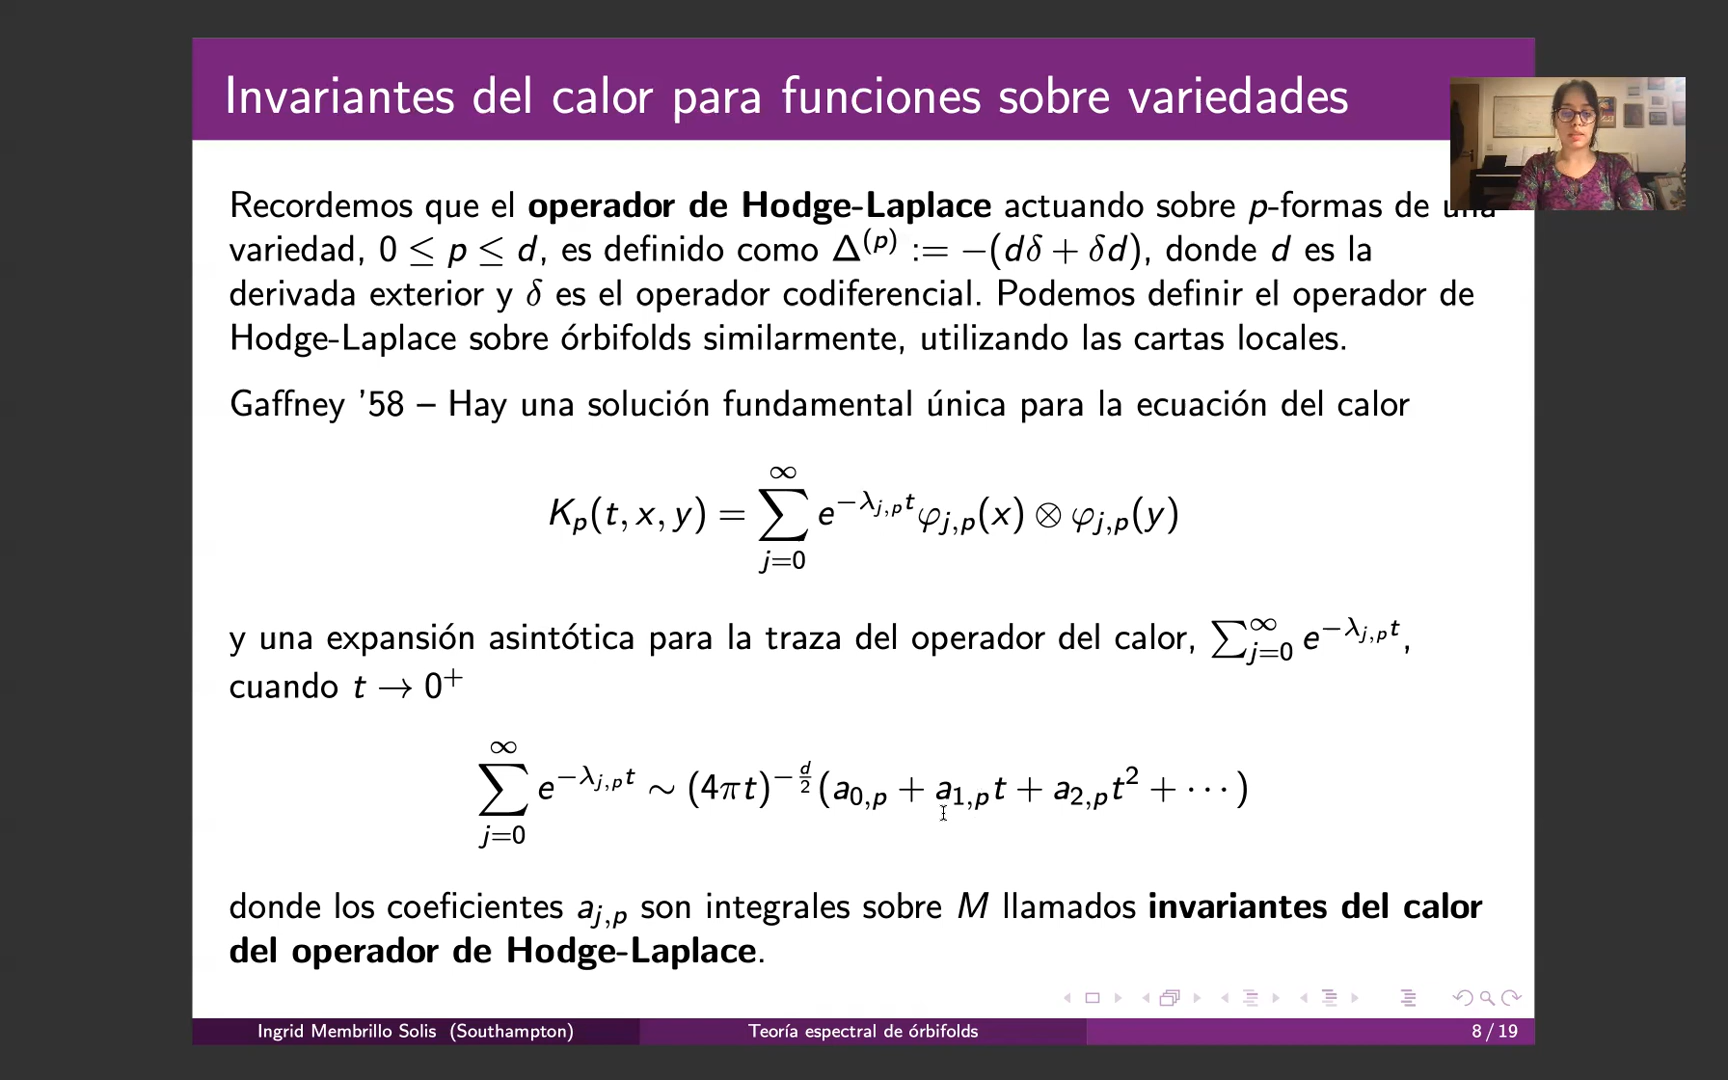 Invariantes del calor para funciones sobre variedades
Recordemos que el operador de Hodge-Laplace actuando sobre p-formas de una
variedad, 0 ≤ p ≤ d, es definido como Δ^(p) := −(dδ + δd), donde d es la
derivada exterior y δ es el operador codiferencial. Podemos definir el operador de
Hodge-Laplace sobre órbifolds similarmente, utilizando las cartas locales.
Gaffney '58 – Hay una solución fundamental única para la ecuación del calor
K_p(t, x, y) = ∑_{j=0}^{∞} e^{−λ_{j,p}t} φ_{j,p}(x) ⊗ φ_{j,p}(y)
y una expansión asintótica para la traza del operador del calor, ∑_{j=0}^{∞} e^{−λ_{j,p}t},
cuando t → 0⁺
∑_{j=0}^{∞} e^{−λ_{j,p}t} ∼ (4πt)^{−d/2}(a_{0,p} + a_{1,p}t + a_{2,p}t² + ⋯)
donde los coeficientes a_{j,p} son integrales sobre M llamados invariantes del calor
del operador de Hodge-Laplace.
Ingrid Membrillo Solis (Southampton)
Teoría espectral de órbifolds
8 / 19